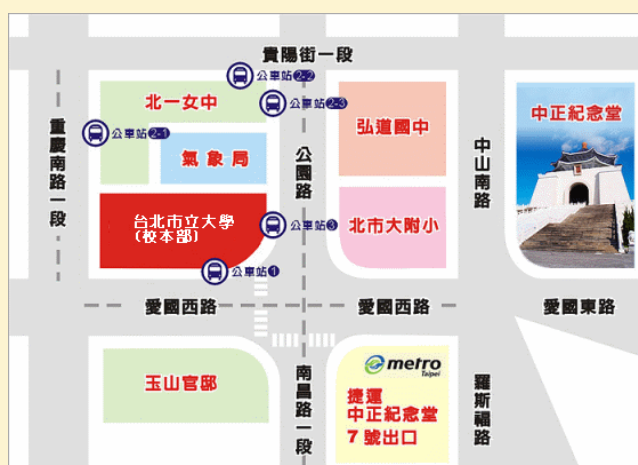 貴陽街一段
公車站2-2
北一女中
公車站2-3
中正紀念堂
重慶南路一段
公車站2-1
弘道國中
氣象局
公園路
中山南路
台北市立大學
(校本部)
公車站3
北市大附小
公車站1
愛國西路
愛國西路
愛國東路
玉山官邸
南昌路一段
metro
Taipei
捷運
中正紀念堂
7 號出口
羅斯福路